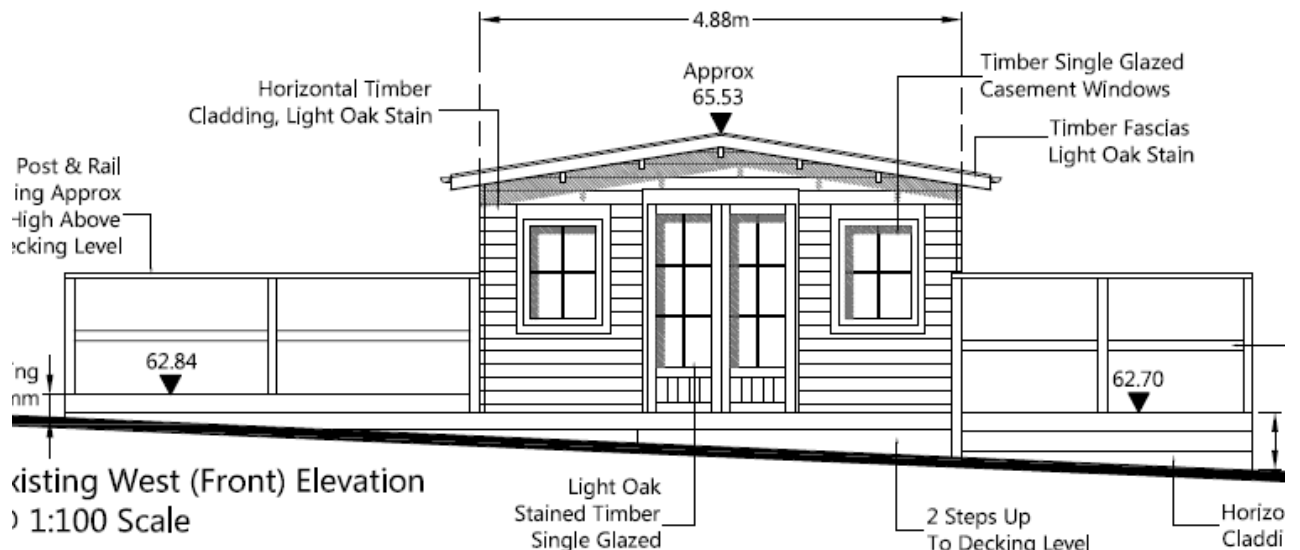 4.88m
Approx
65.53
Timber Single Glazed
Casement Windows
Horizontal Timber
Cladding, Light Oak Stain
Timber Fascias
Light Oak Stain
Post & Rail
ing Approx
High Above
ecking Level
62.84
62.70
ing
mm
xisting West (Front) Elevation
1:100 Scale
Light Oak
Stained Timber
Single Glazed
2 Steps Up
To Decking Level
Horizo
Claddi